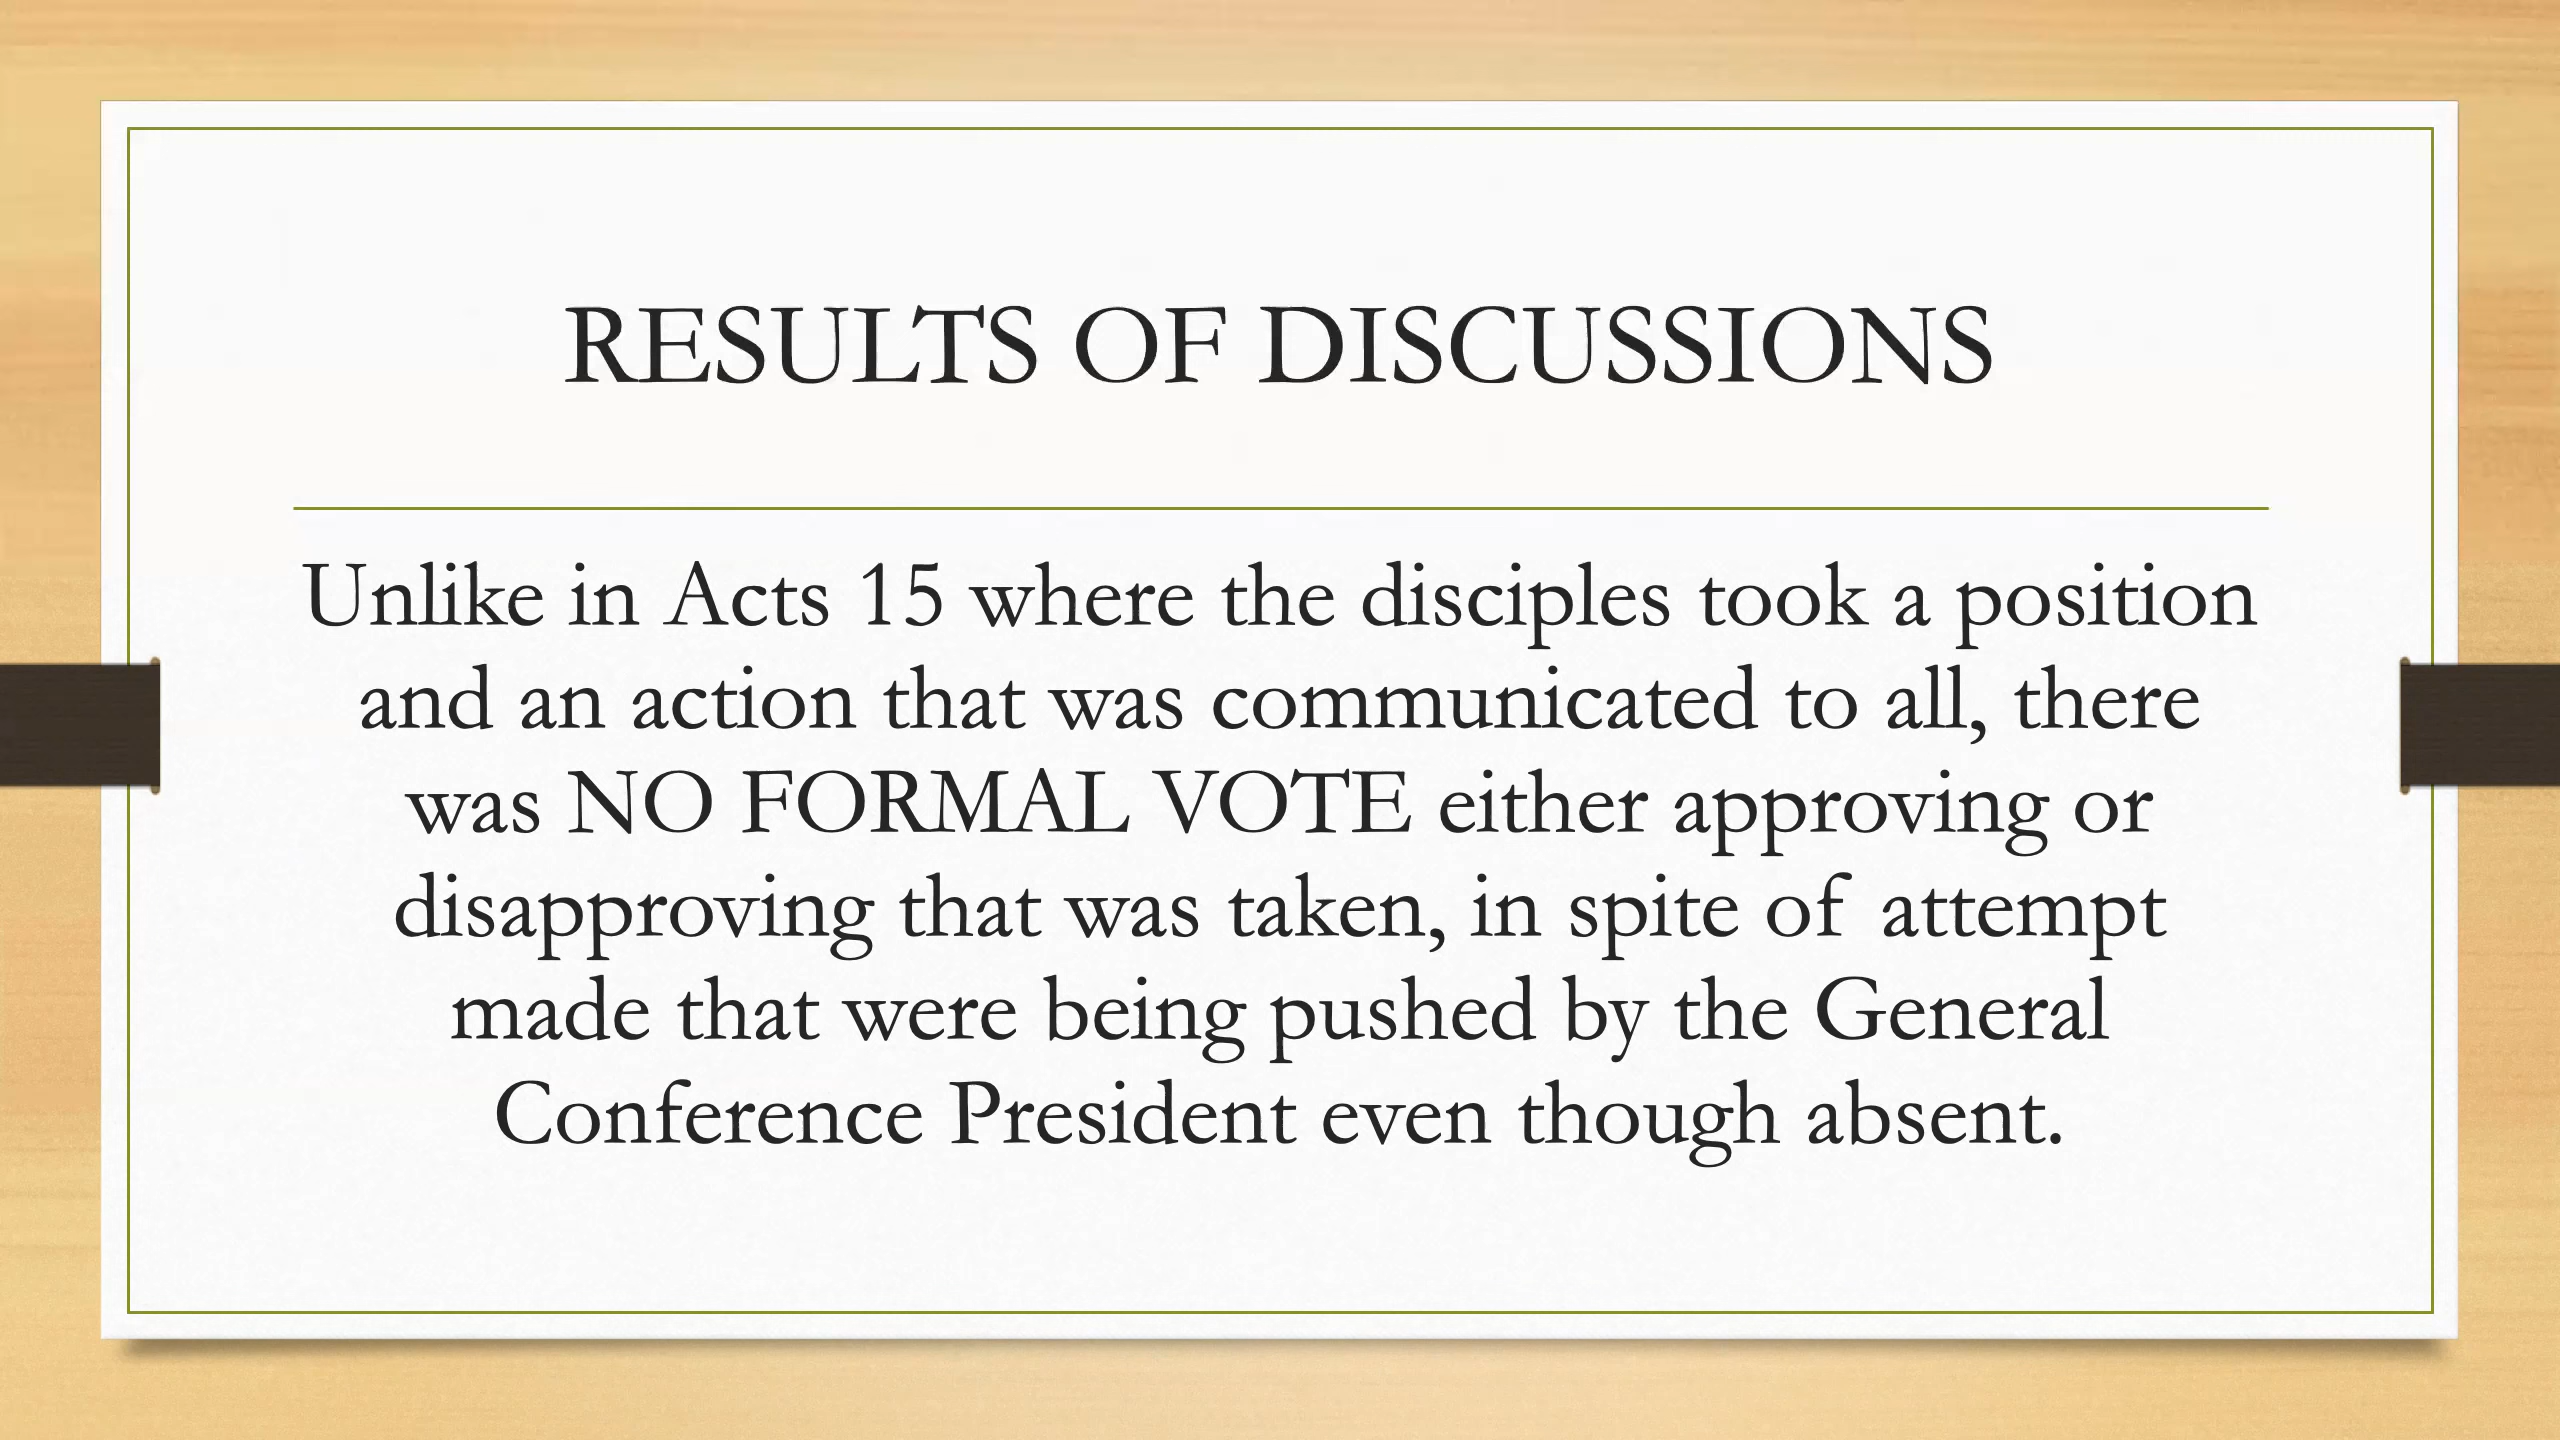 RESULTS OF DISCUSSIONS
Unlike in Acts 15 where the disciples took a position
and an action that was communicated to all, there
was NO FORMAL VOTE either approving or
disapproving that was taken, in spite of attempt
made that were being pushed by the General
Conference President even though absent.